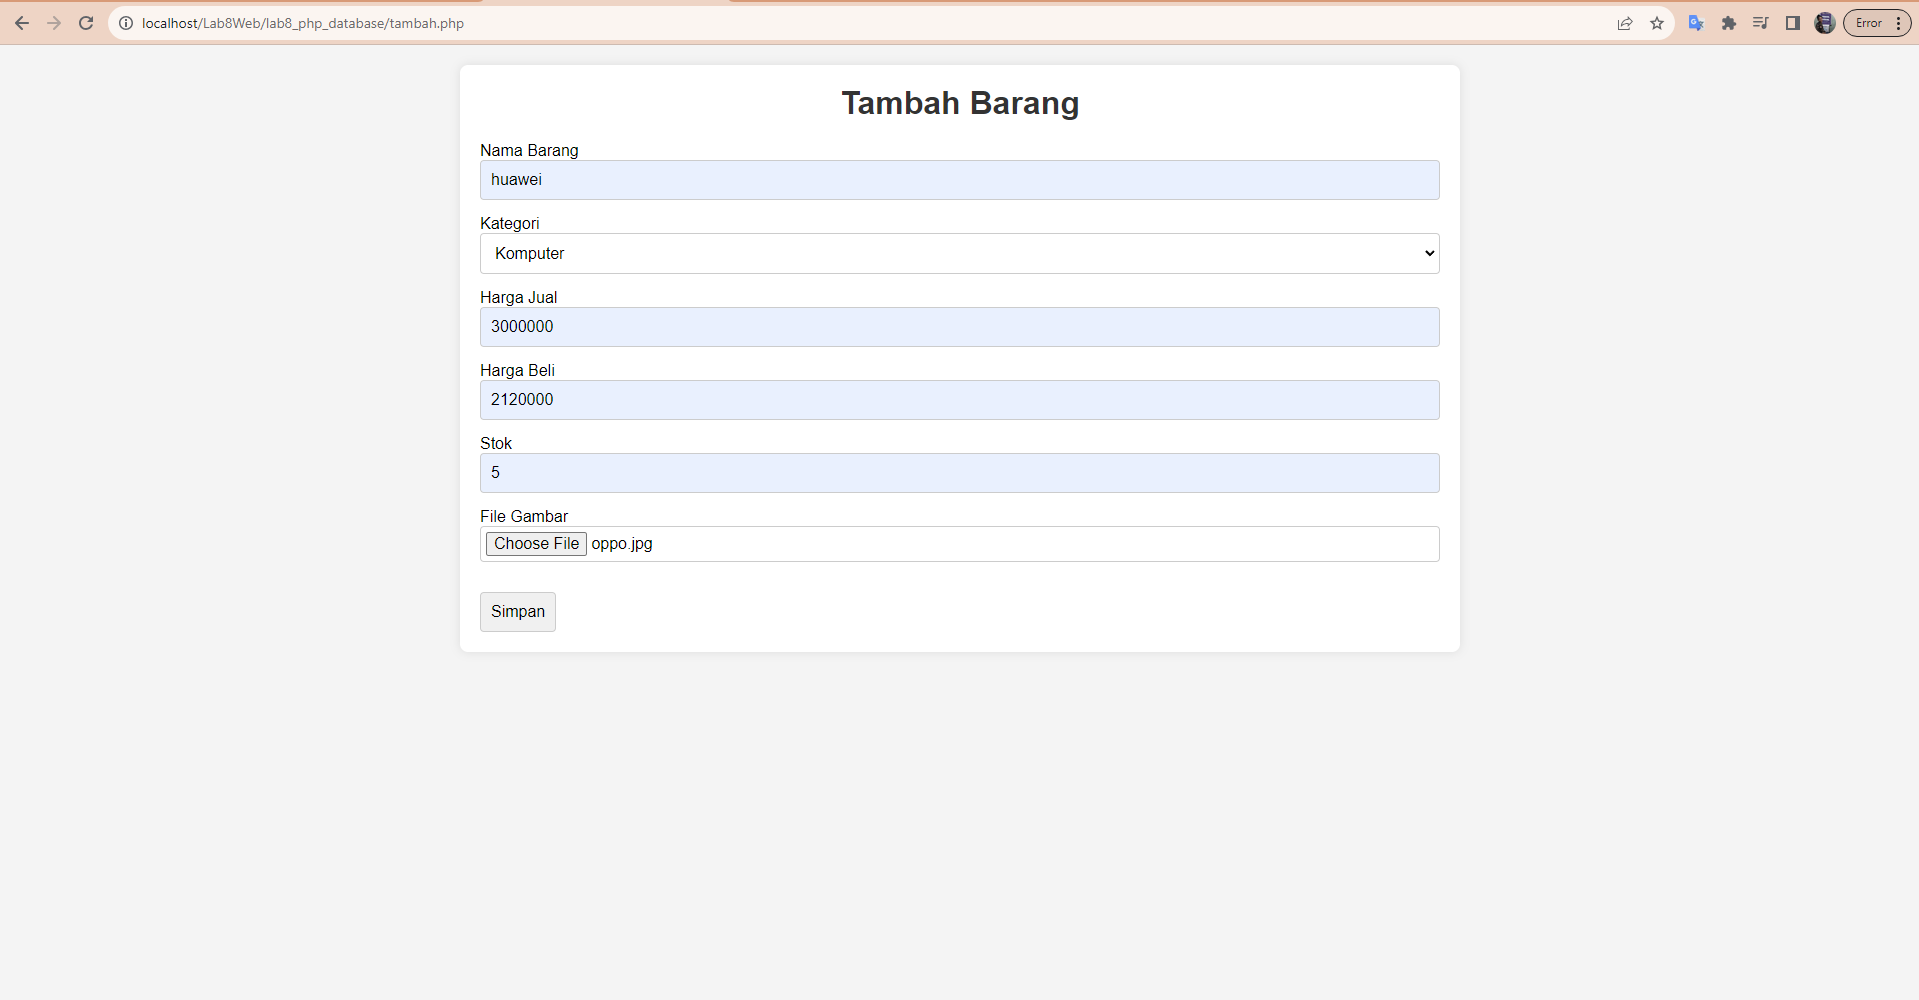 localhost/Lab8Web/lab8_php_database/tambah.php
Error
Tambah Barang
Nama Barang
huawei
Kategori
Komputer
Harga Jual
3000000
Harga Beli
2120000
Stok
5
File Gambar
Choose File oppo.jpg
Simpan